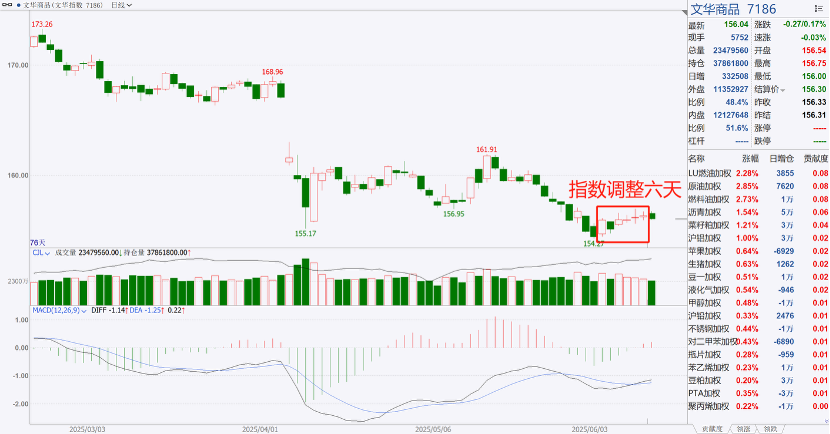 文华商品 (文华指数 7186) 日线
文华商品 7186
最新 156.04 涨跌 -0.27/0.17%
现手 5752 速涨 -0.03%
总量 23479560 开盘 156.54
持仓 37861800 最高 156.75
日增 332508 最低 156.00
外盘 11352927 结算价 156.30
比例 48.4% 昨收 156.33
内盘 12127648 昨结 156.31
比例 51.6% 涨停 -----
杠杆 ----- 跌停 -----
名称 涨幅 日增仓 贡献度
LU燃油加权 2.28% 3855 0.08
原油加权 2.85% 7620 0.08
燃料油加权 2.73% 1万 0.08
沥青加权 1.54% 5万 0.06
菜籽粕加权 1.21% 3万 0.04
沪铝加权 1.00% 3万 0.04
苹果加权 0.64% -6929 0.02
生猪加权 0.63% 1262 0.02
豆一加权 0.51% 1万 0.02
液化气加权 0.54% -946 0.02
甲醇加权 0.48% -1万 0.01
沪铅加权 0.33% 2476 0.01
不锈钢加权 0.44% -1万 0.01
对二甲苯加权 0.43% -6890 0.01
纸片加权 0.28% -959 0.01
苯乙烯加权 0.23% 1万 0.01
豆粕加权 0.20% 3万 0.01
PTA加权 0.35% -3万 0.01
聚丙烯加权 0.22% -1万 0.00
贡献度 领涨 领跌
173.26
170.00
168.96
160.00
161.91
指数调整六天
156.95
155.17
154.27
76天
CJL 成交量 23479560.00↓ 持仓量 37861800.00↑
2300万
MACD(12,26,9) DIFF -1.14↑ DEA -1.25↑ 0.22↑
1.00
0.00
-1.00
-2.00
2025/03/03 2025/04/01 2025/05/06 2025/06/03